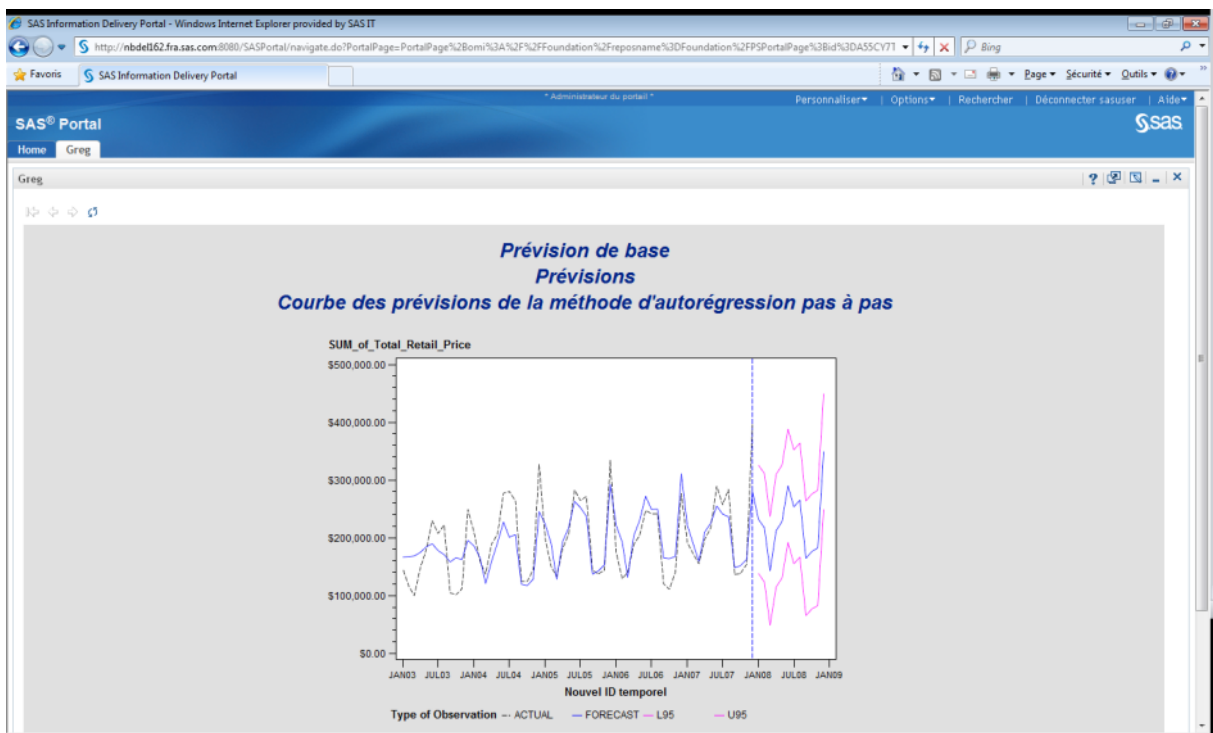 SAS Information Delivery Portal - Windows Internet Explorer provided by SAS IT
http://nbdel162.fra.sas.com:8080/SASPortal/navigate.do?PortalPage=PortalPage%2Bomi%3A%2F%2FFoundation%2Freposname%3DFoundation%2FPSPortalPage%3Bid%3DA55CY7T Bing
Favoris SAS Information Delivery Portal Page Sécurité Outils
* Administrateur du portail * Personnaliser | Options | Rechercher | Déconnecter sasuser | Aide
SAS® Portal sas
Home Greg
Greg
Prévision de base
Prévisions
Courbe des prévisions de la méthode d'autorégression pas à pas
SUM_of_Total_Retail_Price
$500,000.00
$400,000.00
$300,000.00
$200,000.00
$100,000.00
$0.00
JAN03 JUL03 JAN04 JUL04 JAN05 JUL05 JAN06 JUL06 JAN07 JUL07 JAN08 JUL08 JAN09
Nouvel ID temporel
Type of Observation ACTUAL FORECAST L95 U95